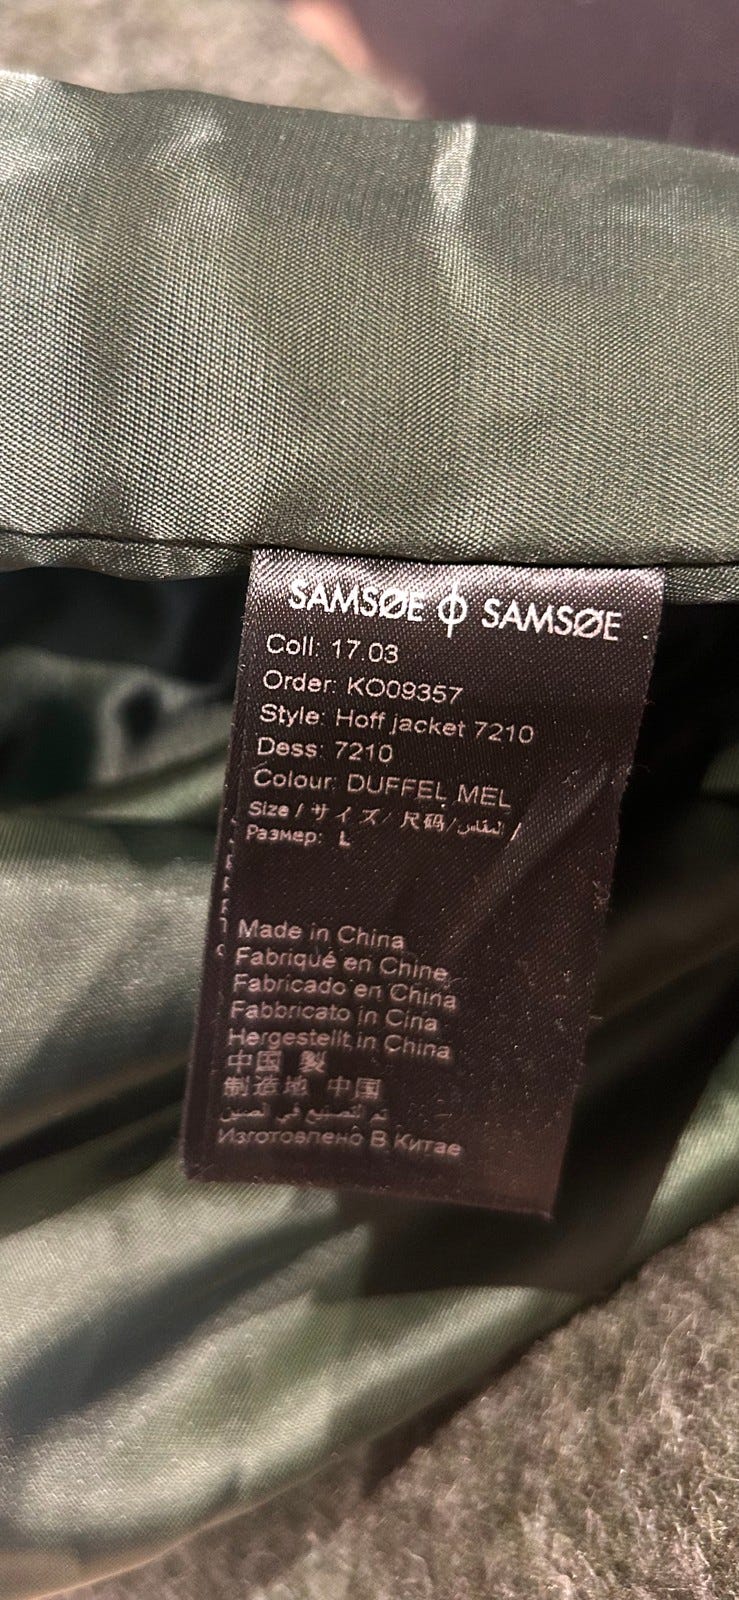 SAMSØE ϕ SAMSØE
Coll: 17.03
Order: KO09357
Style: Hoff jacket 7210
Dess: 7210
Colour: DUFFEL MEL
Size / サイズ/ 尺码/المقاس /
Размер: L
Made in China
Fabriqué en Chine
Fabricado en China
Fabbricato in Cina
Hergestellt in China
中国 製
制造地 中国
تم التصنيع في الصين
Изготовлено В Китае